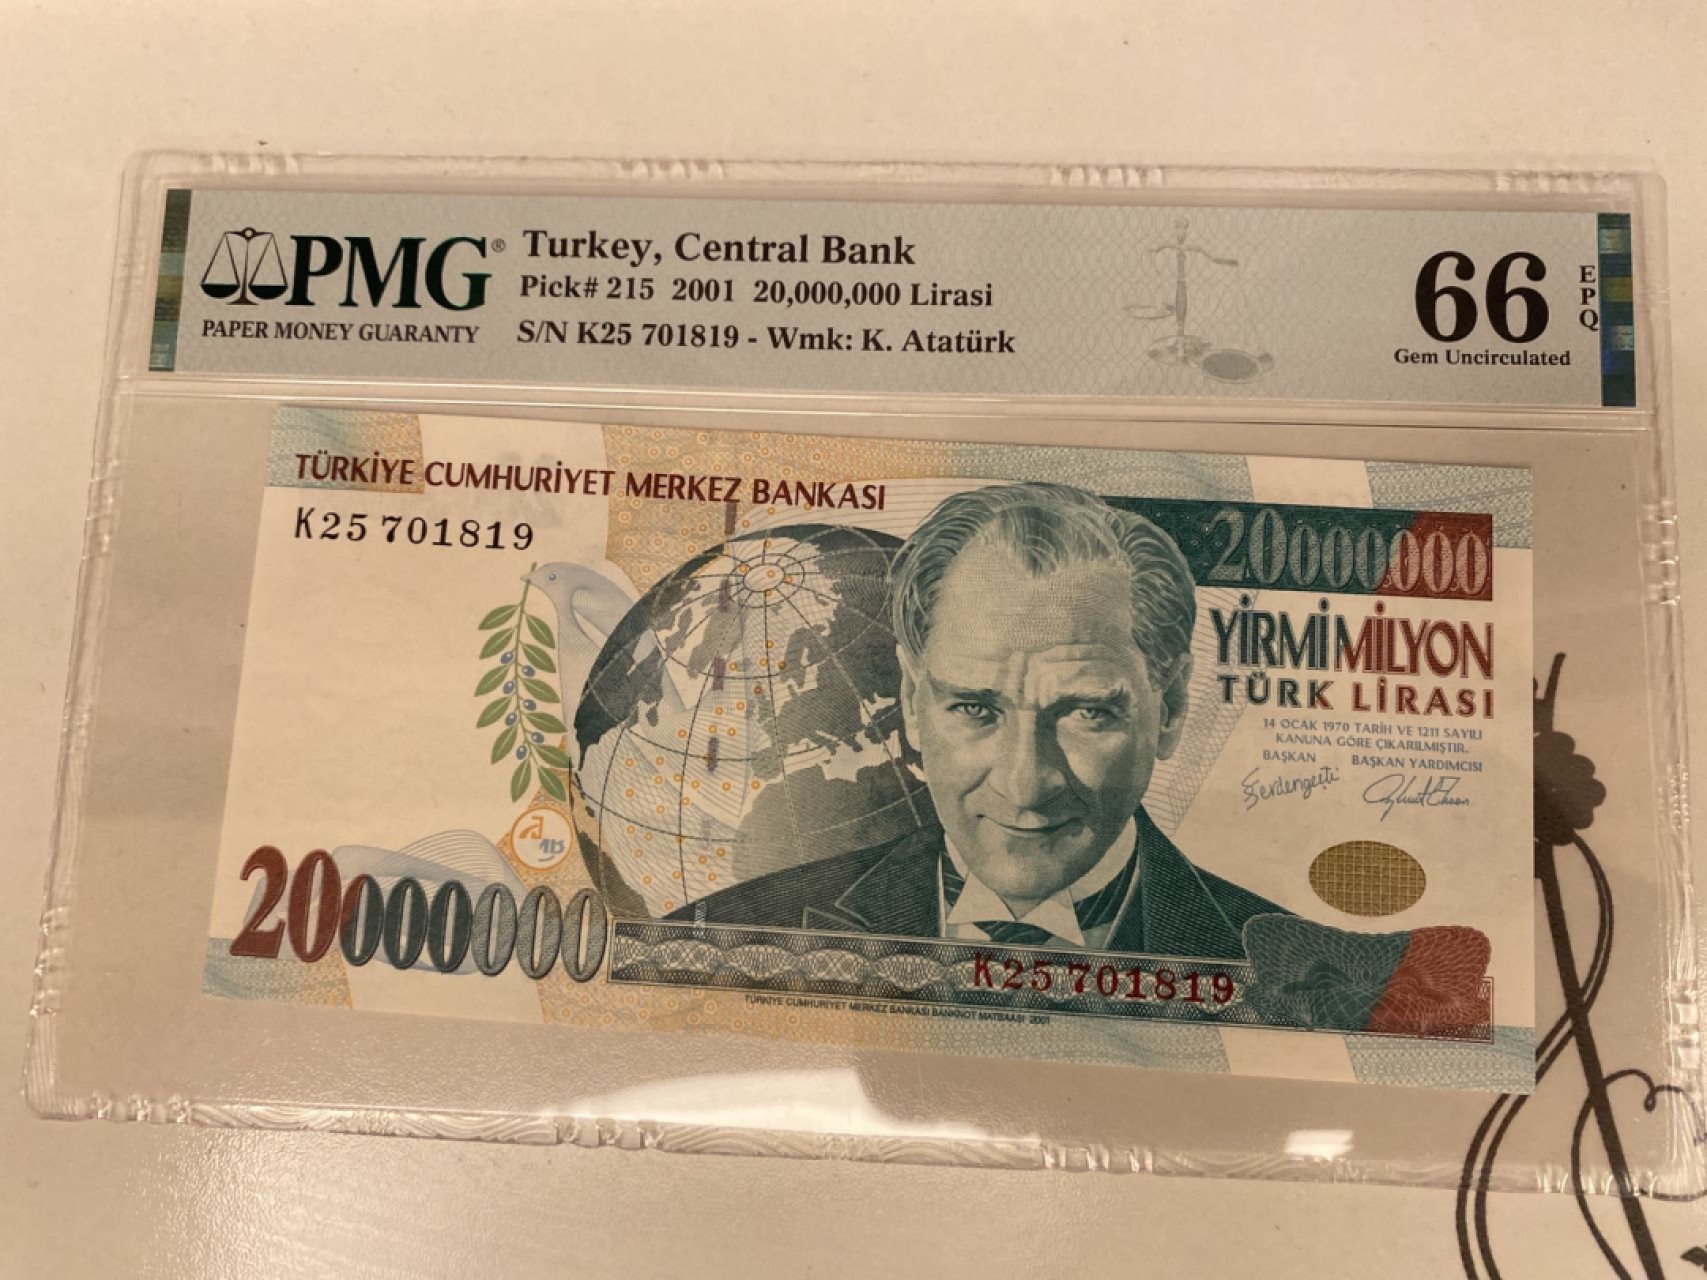 PMG®
PAPER MONEY GUARANTY
Turkey, Central Bank
Pick# 215 2001 20,000,000 Lirasi
S/N K25 701819 - Wmk: K. Atatürk
66
EPQ
Gem Uncirculated
TÜRKİYE CUMHURİYET MERKEZ BANKASI
K25 701819
20000000
YİRMİ MİLYON
TÜRK LİRASI
14 OCAK 1970 TARİH VE 1211 SAYILI
KANUNA GÖRE ÇIKARILMIŞTIR.
BAŞKAN BAŞKAN YARDIMCISI
20000000
K25 701819
TÜRKİYE CUMHURİYET MERKEZ BANKASI BANKNOT MATBAASI 2001